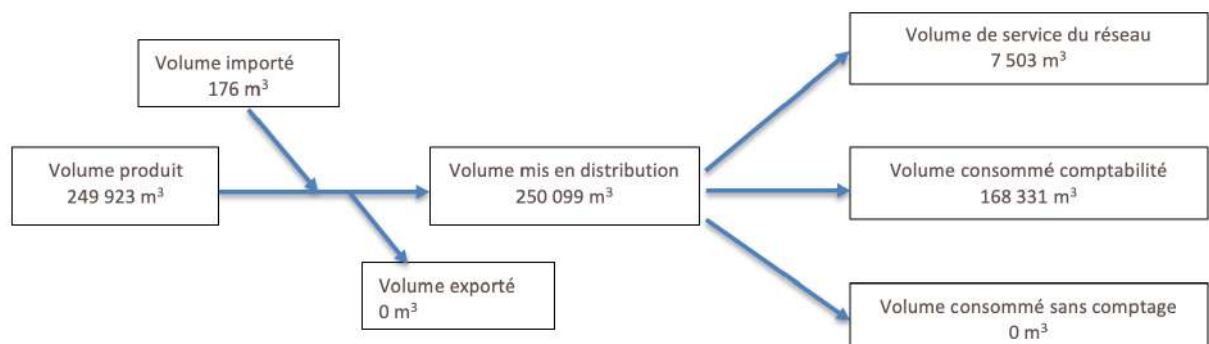 Volume de service du réseau
7 503 m³
Volume importé
176 m³
Volume produit
249 923 m³
Volume mis en distribution
250 099 m³
Volume consommé comptabilité
168 331 m³
Volume exporté
0 m³
Volume consommé sans comptage
0 m³